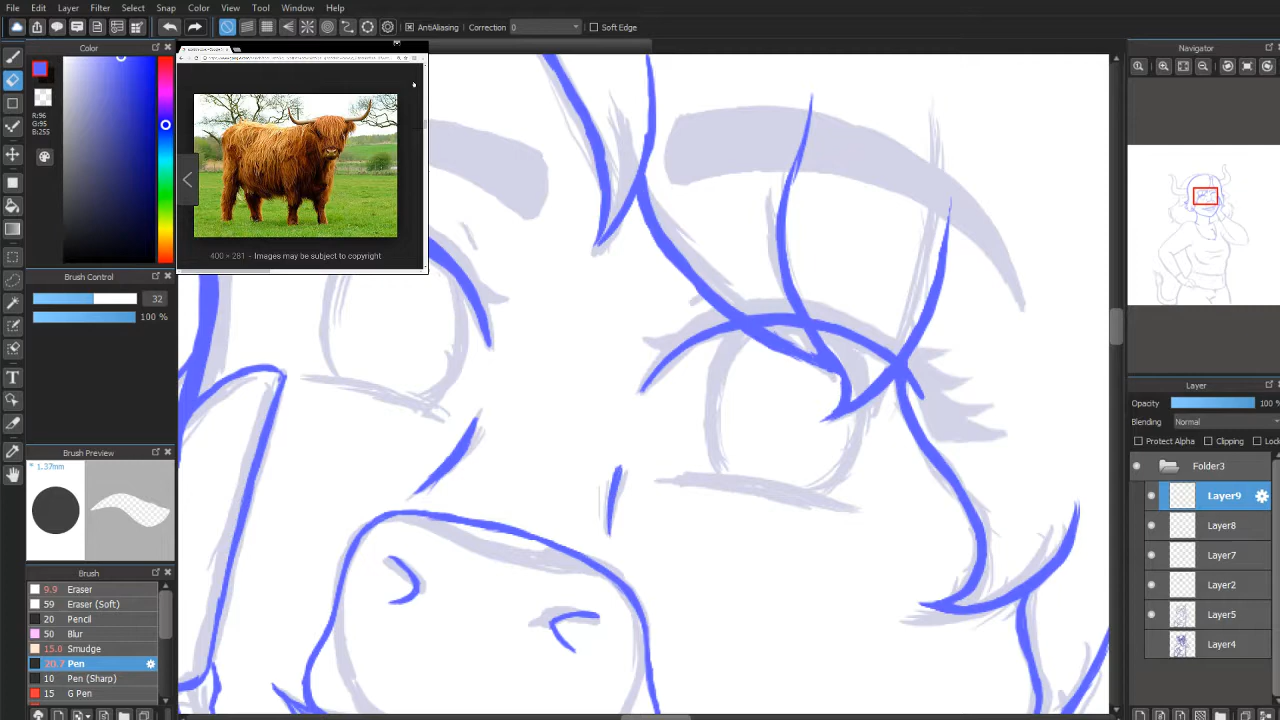 File Edit Layer Filter Select Snap Color View Tool Window Help
AntiAliasing Correction 0 Soft Edge
Color
R:96
G:95
B:255
400 × 281 - Images may be subject to copyright
Brush Control
32
100 %
Brush Preview
1.37mm
Brush
9.9 Eraser
59 Eraser (Soft)
20 Pencil
50 Blur
15.0 Smudge
20.7 Pen
10 Pen (Sharp)
15 G Pen
Navigator
Layer
Opacity 100 %
Blending Normal
Protect Alpha Clipping Loc
Folder3
Layer9
Layer8
Layer7
Layer2
Layer5
Layer4